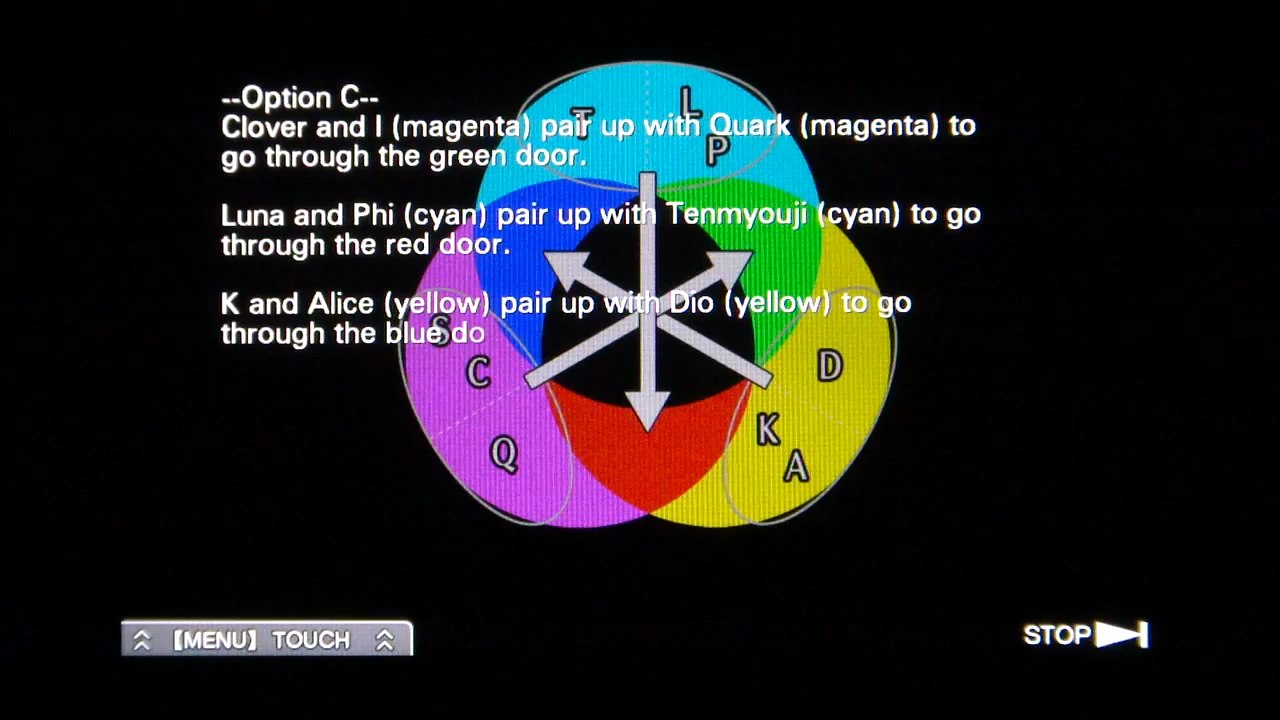 --Option C--
Clover and I (magenta) pair up with Quark (magenta) to
go through the green door.
Luna and Phi (cyan) pair up with Tenmyouji (cyan) to go
through the red door.
K and Alice (yellow) pair up with Dio (yellow) to go
through the blue do
T
L
P
S
C
Q
D
K
A
【MENU】 TOUCH
STOP